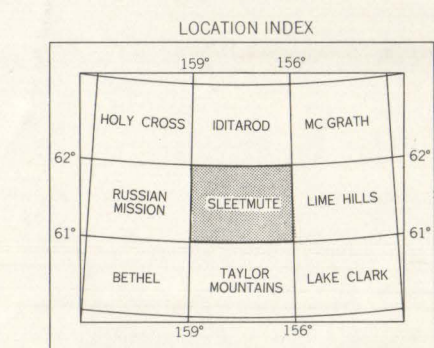 LOCATION INDEX
159° 156°
HOLY CROSS IDITAROD MC GRATH
62° 62°
RUSSIAN
MISSION
SLEETMUTE LIME HILLS
61° 61°
BETHEL
TAYLOR
MOUNTAINS
LAKE CLARK
159° 156°